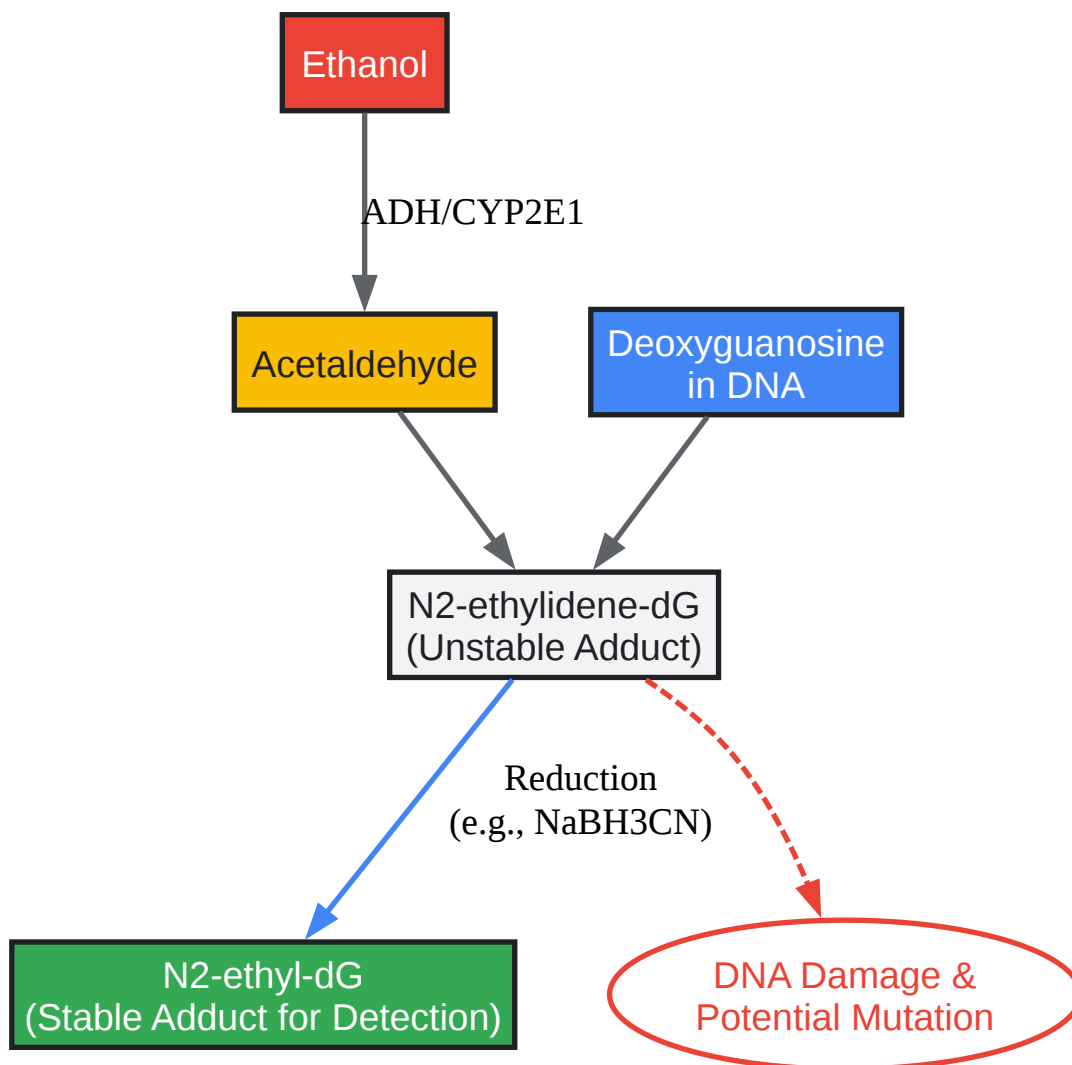 Ethanol
ADH/CYP2E1
Acetaldehyde
Deoxyguanosine
in DNA
N2-ethylidene-dG
(Unstable Adduct)
Reduction
(e.g., NaBH3CN)
N2-ethyl-dG
(Stable Adduct for Detection)
DNA Damage &
Potential Mutation